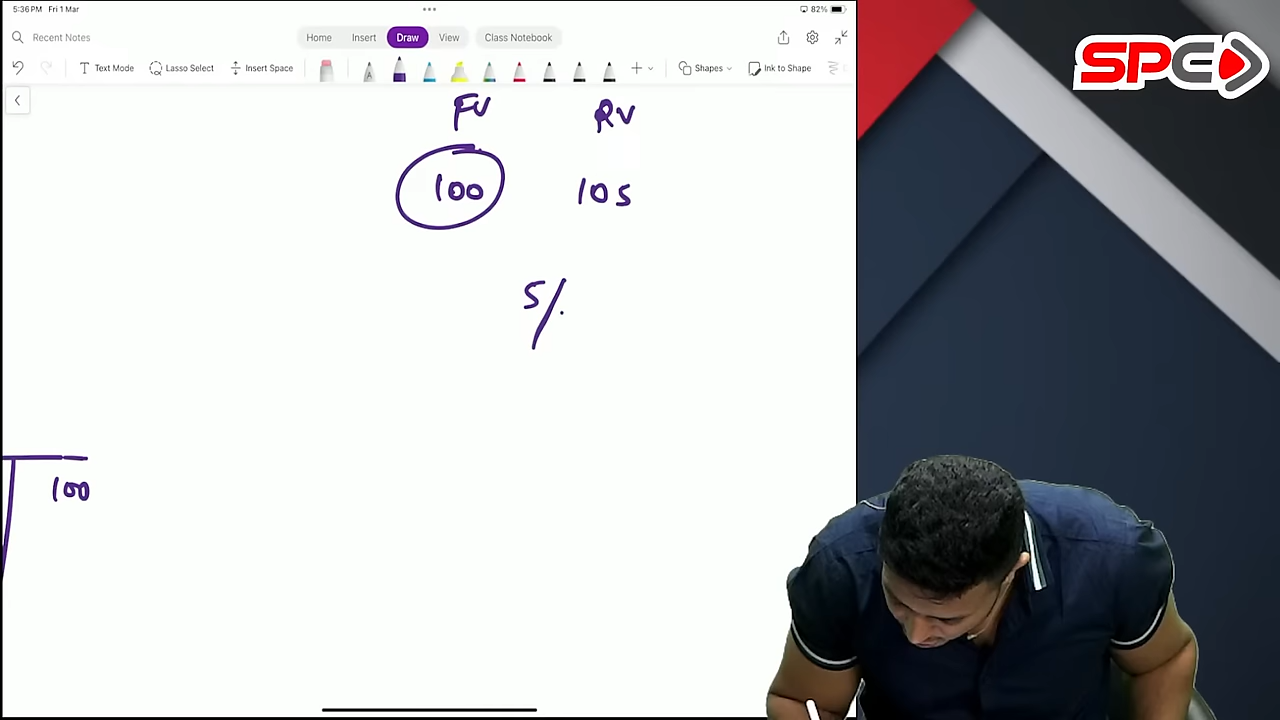 5:36 PM Fri 1 Mar
82%
Recent Notes
Home Insert Draw View Class Notebook
Text Mode Lasso Select Insert Space Shapes Ink to Shape
SPC
FV RV
100 105
5%
100